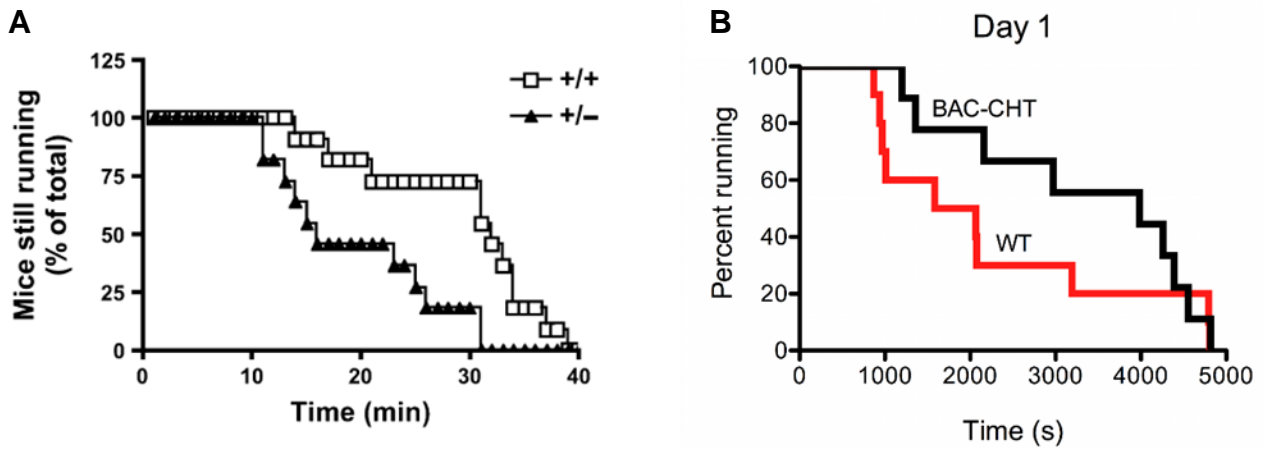 A
Mice still running
(% of total)
125
100
75
50
25
0
+/+
+/−
0 10 20 30 40
Time (min)
B
Day 1
Percent running
100
80
60
40
20
0
BAC-CHT
WT
0 1000 2000 3000 4000 5000
Time (s)